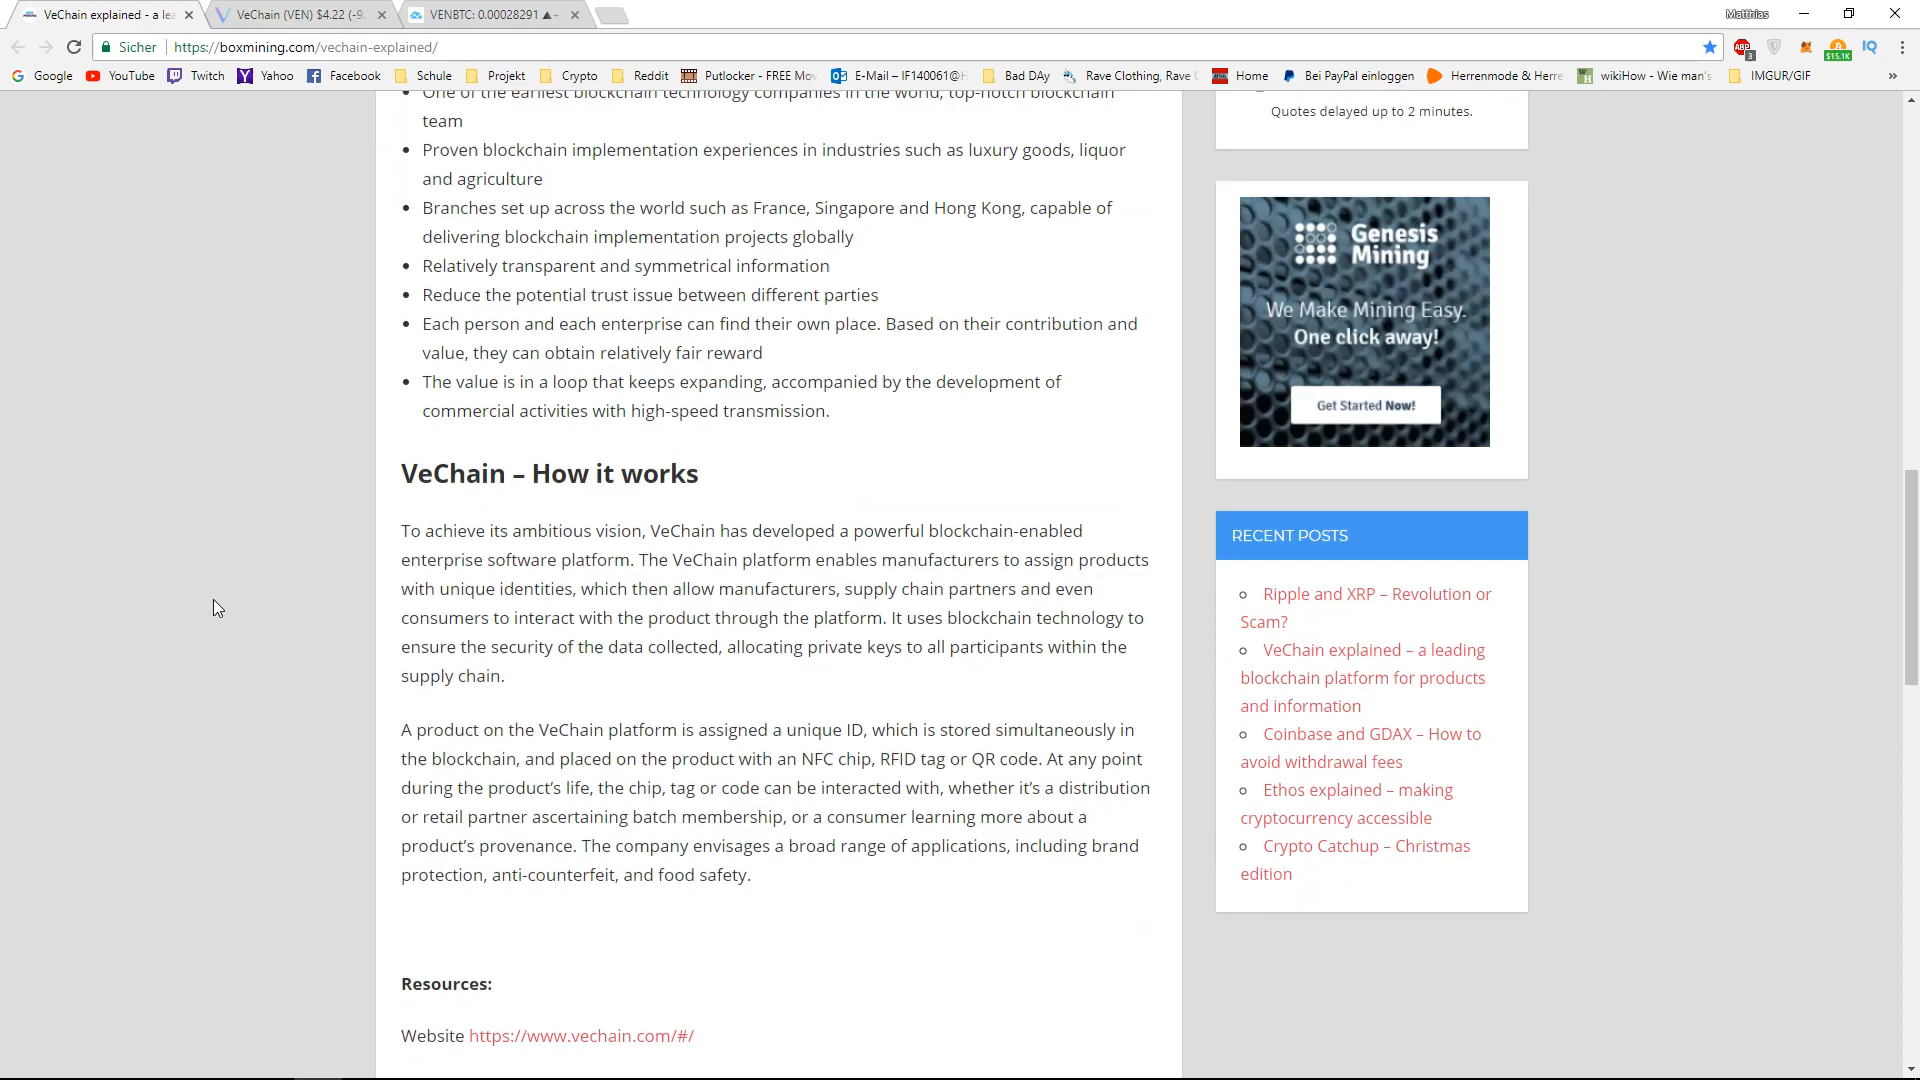 VeChain explained - a lea
VeChain (VEN) $4.22 (-9.
VENBTC: 0.00028291 ▲+
Matthias
Sicher
https://boxmining.com/vechain-explained/
ABP
3
$15.1K
IQ
Google
YouTube
Twitch
Yahoo
Facebook
Schule
Projekt
Crypto
Reddit
Putlocker - FREE Mov
E-Mail – IF140061@H
Bad DAy
Rave Clothing, Rave C
Home
Bei PayPal einloggen
Herrenmode & Herre
wikiHow - Wie man's
IMGUR/GIF
»
• One of the earliest blockchain technology companies in the world, top-notch blockchain
team
• Proven blockchain implementation experiences in industries such as luxury goods, liquor
and agriculture
• Branches set up across the world such as France, Singapore and Hong Kong, capable of
delivering blockchain implementation projects globally
• Relatively transparent and symmetrical information
• Reduce the potential trust issue between different parties
• Each person and each enterprise can find their own place. Based on their contribution and
value, they can obtain relatively fair reward
• The value is in a loop that keeps expanding, accompanied by the development of
commercial activities with high-speed transmission.
VeChain – How it works
To achieve its ambitious vision, VeChain has developed a powerful blockchain-enabled
enterprise software platform. The VeChain platform enables manufacturers to assign products
with unique identities, which then allow manufacturers, supply chain partners and even
consumers to interact with the product through the platform. It uses blockchain technology to
ensure the security of the data collected, allocating private keys to all participants within the
supply chain.
A product on the VeChain platform is assigned a unique ID, which is stored simultaneously in
the blockchain, and placed on the product with an NFC chip, RFID tag or QR code. At any point
during the product's life, the chip, tag or code can be interacted with, whether it's a distribution
or retail partner ascertaining batch membership, or a consumer learning more about a
product's provenance. The company envisages a broad range of applications, including brand
protection, anti-counterfeit, and food safety.
Resources:
Website https://www.vechain.com/#/
Quotes delayed up to 2 minutes.
Genesis
Mining
We Make Mining Easy.
One click away!
Get Started Now!
RECENT POSTS
Ripple and XRP – Revolution or
Scam?
VeChain explained – a leading
blockchain platform for products
and information
Coinbase and GDAX – How to
avoid withdrawal fees
Ethos explained – making
cryptocurrency accessible
Crypto Catchup – Christmas
edition